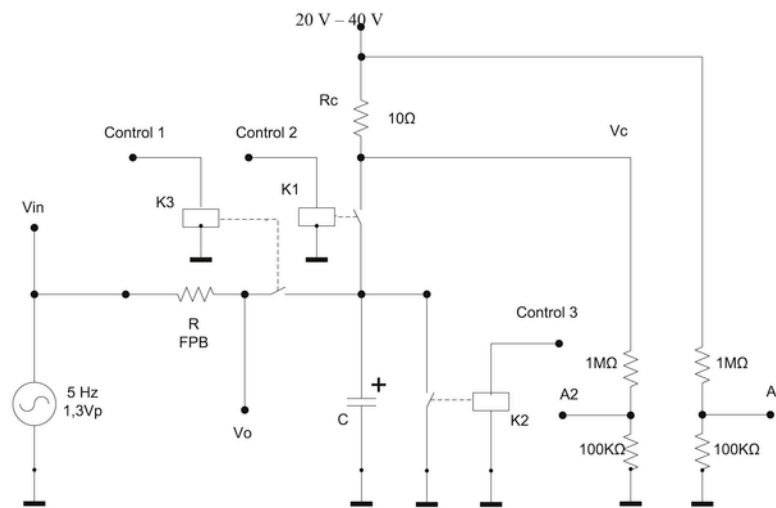 20 V – 40 V
Rc
10Ω
Control 1
Control 2
Vc
K3
K1
Vin
R
FPB
Control 3
5 Hz
1,3Vp
Vo
C
+
K2
1MΩ
1MΩ
A2
A
100KΩ
100KΩ